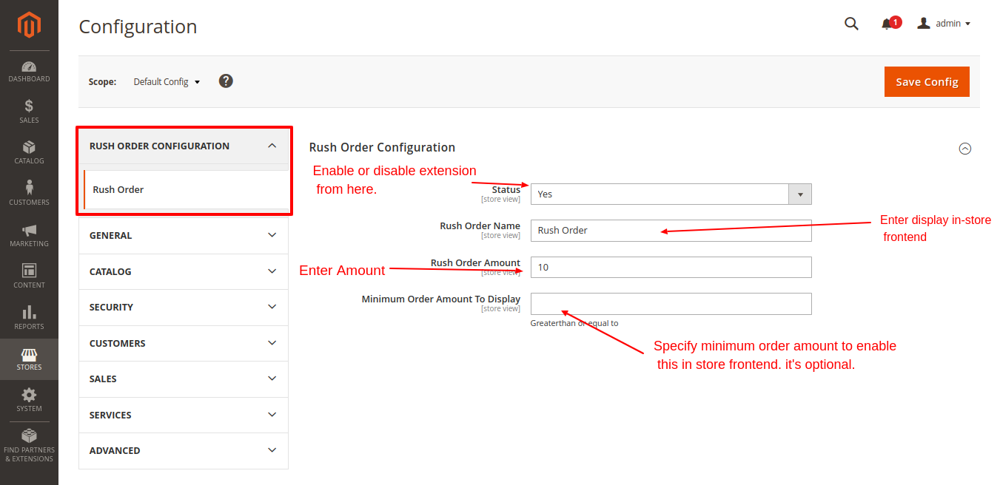 Configuration
1
admin
DASHBOARD
SALES
CATALOG
CUSTOMERS
MARKETING
CONTENT
REPORTS
STORES
SYSTEM
FIND PARTNERS
& EXTENSIONS
Scope: Default Config ?
Save Config
RUSH ORDER CONFIGURATION
Rush Order
GENERAL
CATALOG
SECURITY
CUSTOMERS
SALES
SERVICES
ADVANCED
Rush Order Configuration
Enable or disable extension
from here.
Status
[store view]
Yes
Rush Order Name
[store view]
Rush Order
Enter display in-store
frontend
Enter Amount
Rush Order Amount
[store view]
10
Minimum Order Amount To Display
[store view]
Greaterthan or equal to
Specify minimum order amount to enable
this in store frontend. it's optional.